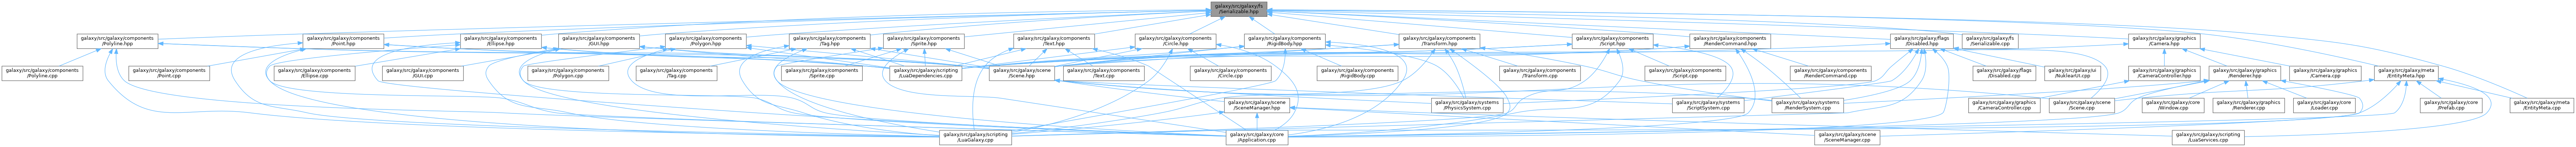 galaxy/src/galaxy/fs
/Serializable.hpp
galaxy/src/galaxy/components
/Polyline.hpp
galaxy/src/galaxy/components
/Point.hpp
galaxy/src/galaxy/components
/Ellipse.hpp
galaxy/src/galaxy/components
/GUI.hpp
galaxy/src/galaxy/components
/Polygon.hpp
galaxy/src/galaxy/components
/Tag.hpp
galaxy/src/galaxy/components
/Sprite.hpp
galaxy/src/galaxy/components
/Text.hpp
galaxy/src/galaxy/components
/Circle.hpp
galaxy/src/galaxy/components
/RigidBody.hpp
galaxy/src/galaxy/components
/Transform.hpp
galaxy/src/galaxy/components
/Script.hpp
galaxy/src/galaxy/components
/RenderCommand.hpp
galaxy/src/galaxy/flags
/Disabled.hpp
galaxy/src/galaxy/fs
/Serializable.cpp
galaxy/src/galaxy/graphics
/Camera.hpp
galaxy/src/galaxy/components
/Polyline.cpp
galaxy/src/galaxy/components
/Point.cpp
galaxy/src/galaxy/components
/Ellipse.cpp
galaxy/src/galaxy/components
/GUI.cpp
galaxy/src/galaxy/components
/Polygon.cpp
galaxy/src/galaxy/components
/Tag.cpp
galaxy/src/galaxy/components
/Sprite.cpp
galaxy/src/galaxy/scripting
/LuaDependencies.cpp
galaxy/src/galaxy/scene
/Scene.hpp
galaxy/src/galaxy/components
/Text.cpp
galaxy/src/galaxy/components
/Circle.cpp
galaxy/src/galaxy/components
/RigidBody.cpp
galaxy/src/galaxy/components
/Transform.cpp
galaxy/src/galaxy/components
/Script.cpp
galaxy/src/galaxy/components
/RenderCommand.cpp
galaxy/src/galaxy/flags
/Disabled.cpp
galaxy/src/galaxy/ui
/NuklearUI.cpp
galaxy/src/galaxy/graphics
/CameraController.hpp
galaxy/src/galaxy/graphics
/Renderer.hpp
galaxy/src/galaxy/graphics
/Camera.cpp
galaxy/src/galaxy/meta
/EntityMeta.hpp
galaxy/src/galaxy/scene
/SceneManager.hpp
galaxy/src/galaxy/systems
/PhysicsSystem.cpp
galaxy/src/galaxy/systems
/ScriptSystem.cpp
galaxy/src/galaxy/systems
/RenderSystem.cpp
galaxy/src/galaxy/graphics
/CameraController.cpp
galaxy/src/galaxy/scene
/Scene.cpp
galaxy/src/galaxy/core
/Window.cpp
galaxy/src/galaxy/graphics
/Renderer.cpp
galaxy/src/galaxy/core
/Loader.cpp
galaxy/src/galaxy/core
/Prefab.cpp
galaxy/src/galaxy/meta
/EntityMeta.cpp
galaxy/src/galaxy/scripting
/LuaGalaxy.cpp
galaxy/src/galaxy/core
/Application.cpp
galaxy/src/galaxy/scene
/SceneManager.cpp
galaxy/src/galaxy/scripting
/LuaServices.cpp